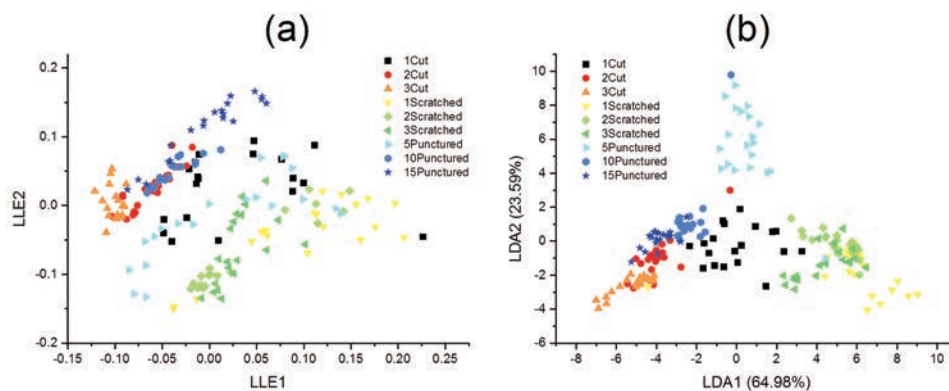 (a)
0.2
0.1
0.0
-0.1
-0.2
LLE2
1Cut
2Cut
3Cut
1Scratched
2Scratched
3Scratched
5Punctured
10Punctured
15Punctured
-0.15 -0.10 -0.05 0.00 0.05 0.10 0.15 0.20 0.25
LLE1
(b)
10
8
6
4
2
0
-2
-4
-6
LDA2 (23.59%)
1Cut
2Cut
3Cut
1Scratched
2Scratched
3Scratched
5Punctured
10Punctured
15Punctured
-8 -6 -4 -2 0 2 4 6 8 10
LDA1 (64.98%)